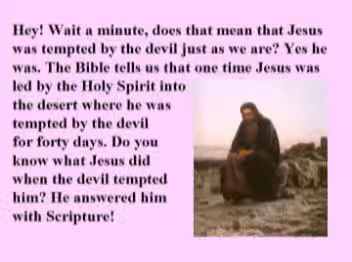 Hey! Wait a minute, does that mean that Jesus
was tempted by the devil just as we are? Yes he
was. The Bible tells us that one time Jesus was
led by the Holy Spirit into
the desert where he was
tempted by the devil
for forty days. Do you
know what Jesus did
when the devil tempted
him? He answered him
with Scripture!